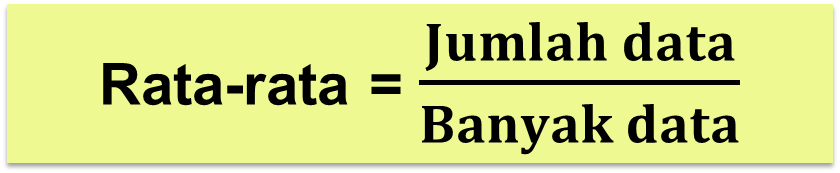 Jumlah data
Rata-rata =
Banyak data